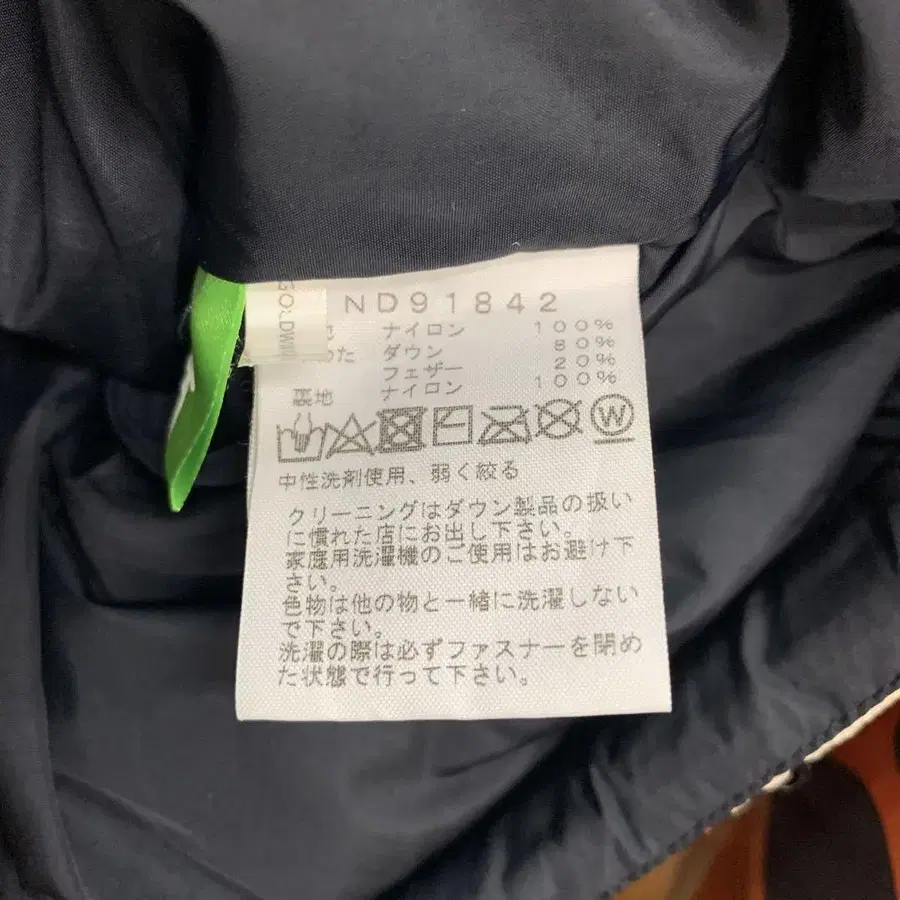 ND91842
GOLDWIN
ナイロン 100%
ダウン 80%
フェザー 20%
裏地 ナイロン 100%
W
中性洗剤使用、弱く絞る
クリーニングはダウン製品の扱い
に慣れた店にお出し下さい。
家庭用洗濯機のご使用はお避け下
さい。
色物は他の物と一緒に洗濯しない
で下さい。
洗濯の際は必ずファスナーを閉め
た状態で行って下さい。